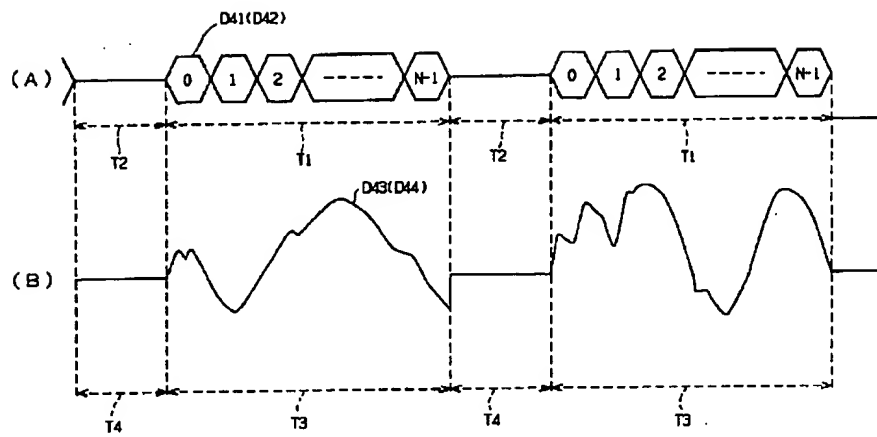 D41(D42)
(A) 0 1 2 N-1 0 1 2 N-1
T2 T1 T2 T1
D43(D44)
(B)
T4 T3 T4 T3